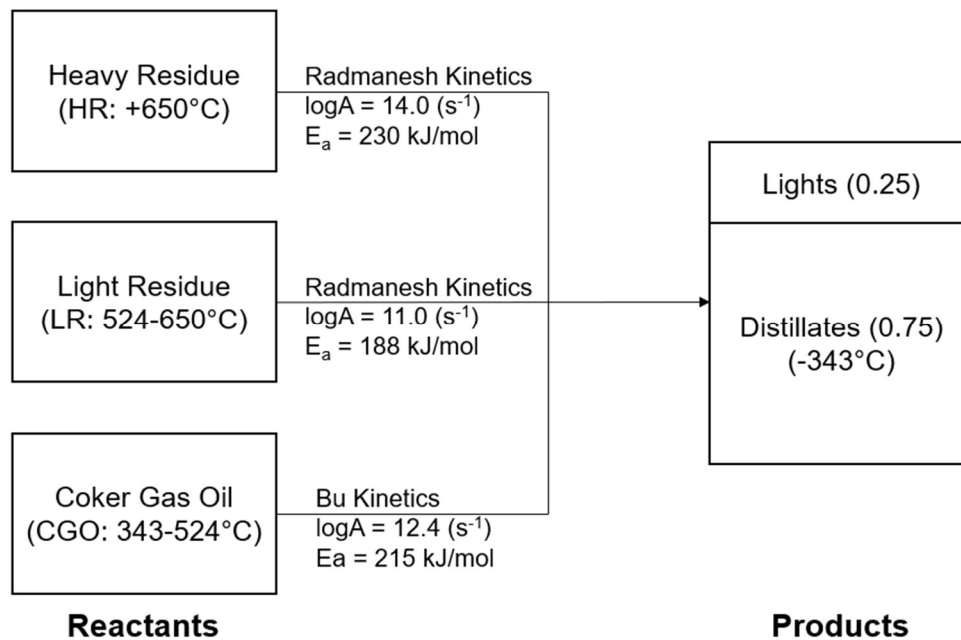 Heavy Residue
(HR: +650°C)
Radmanesh Kinetics
logA = 14.0 (s⁻¹)
Eₐ = 230 kJ/mol
Light Residue
(LR: 524-650°C)
Radmanesh Kinetics
logA = 11.0 (s⁻¹)
Eₐ = 188 kJ/mol
Coker Gas Oil
(CGO: 343-524°C)
Bu Kinetics
logA = 12.4 (s⁻¹)
Ea = 215 kJ/mol
Reactants
Lights (0.25)
Distillates (0.75)
(-343°C)
Products